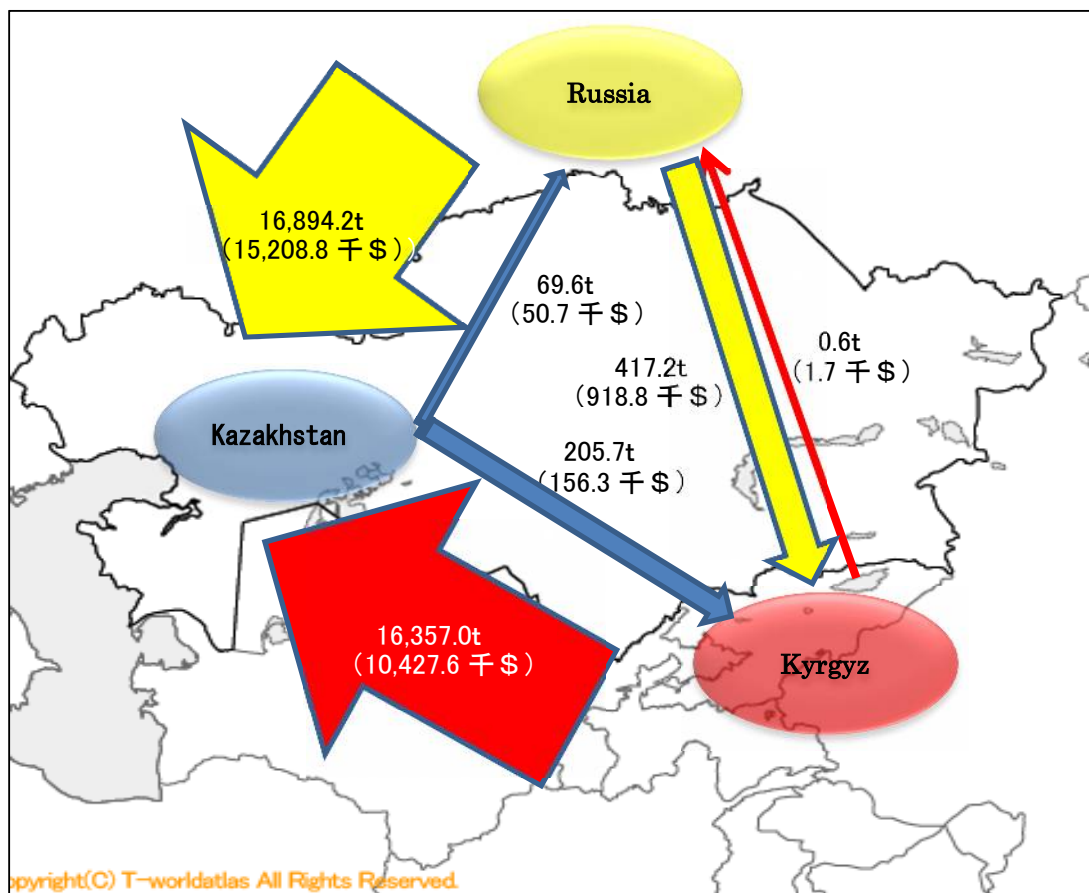 Russia
16,894.2t
(15,208.8 千＄)
69.6t
(50.7 千＄)
0.6t
(1.7 千＄)
417.2t
(918.8 千＄)
Kazakhstan
205.7t
(156.3 千＄)
16,357.0t
(10,427.6 千＄)
Kyrgyz
opyright(C) T-worldatlas All Rights Reserved.